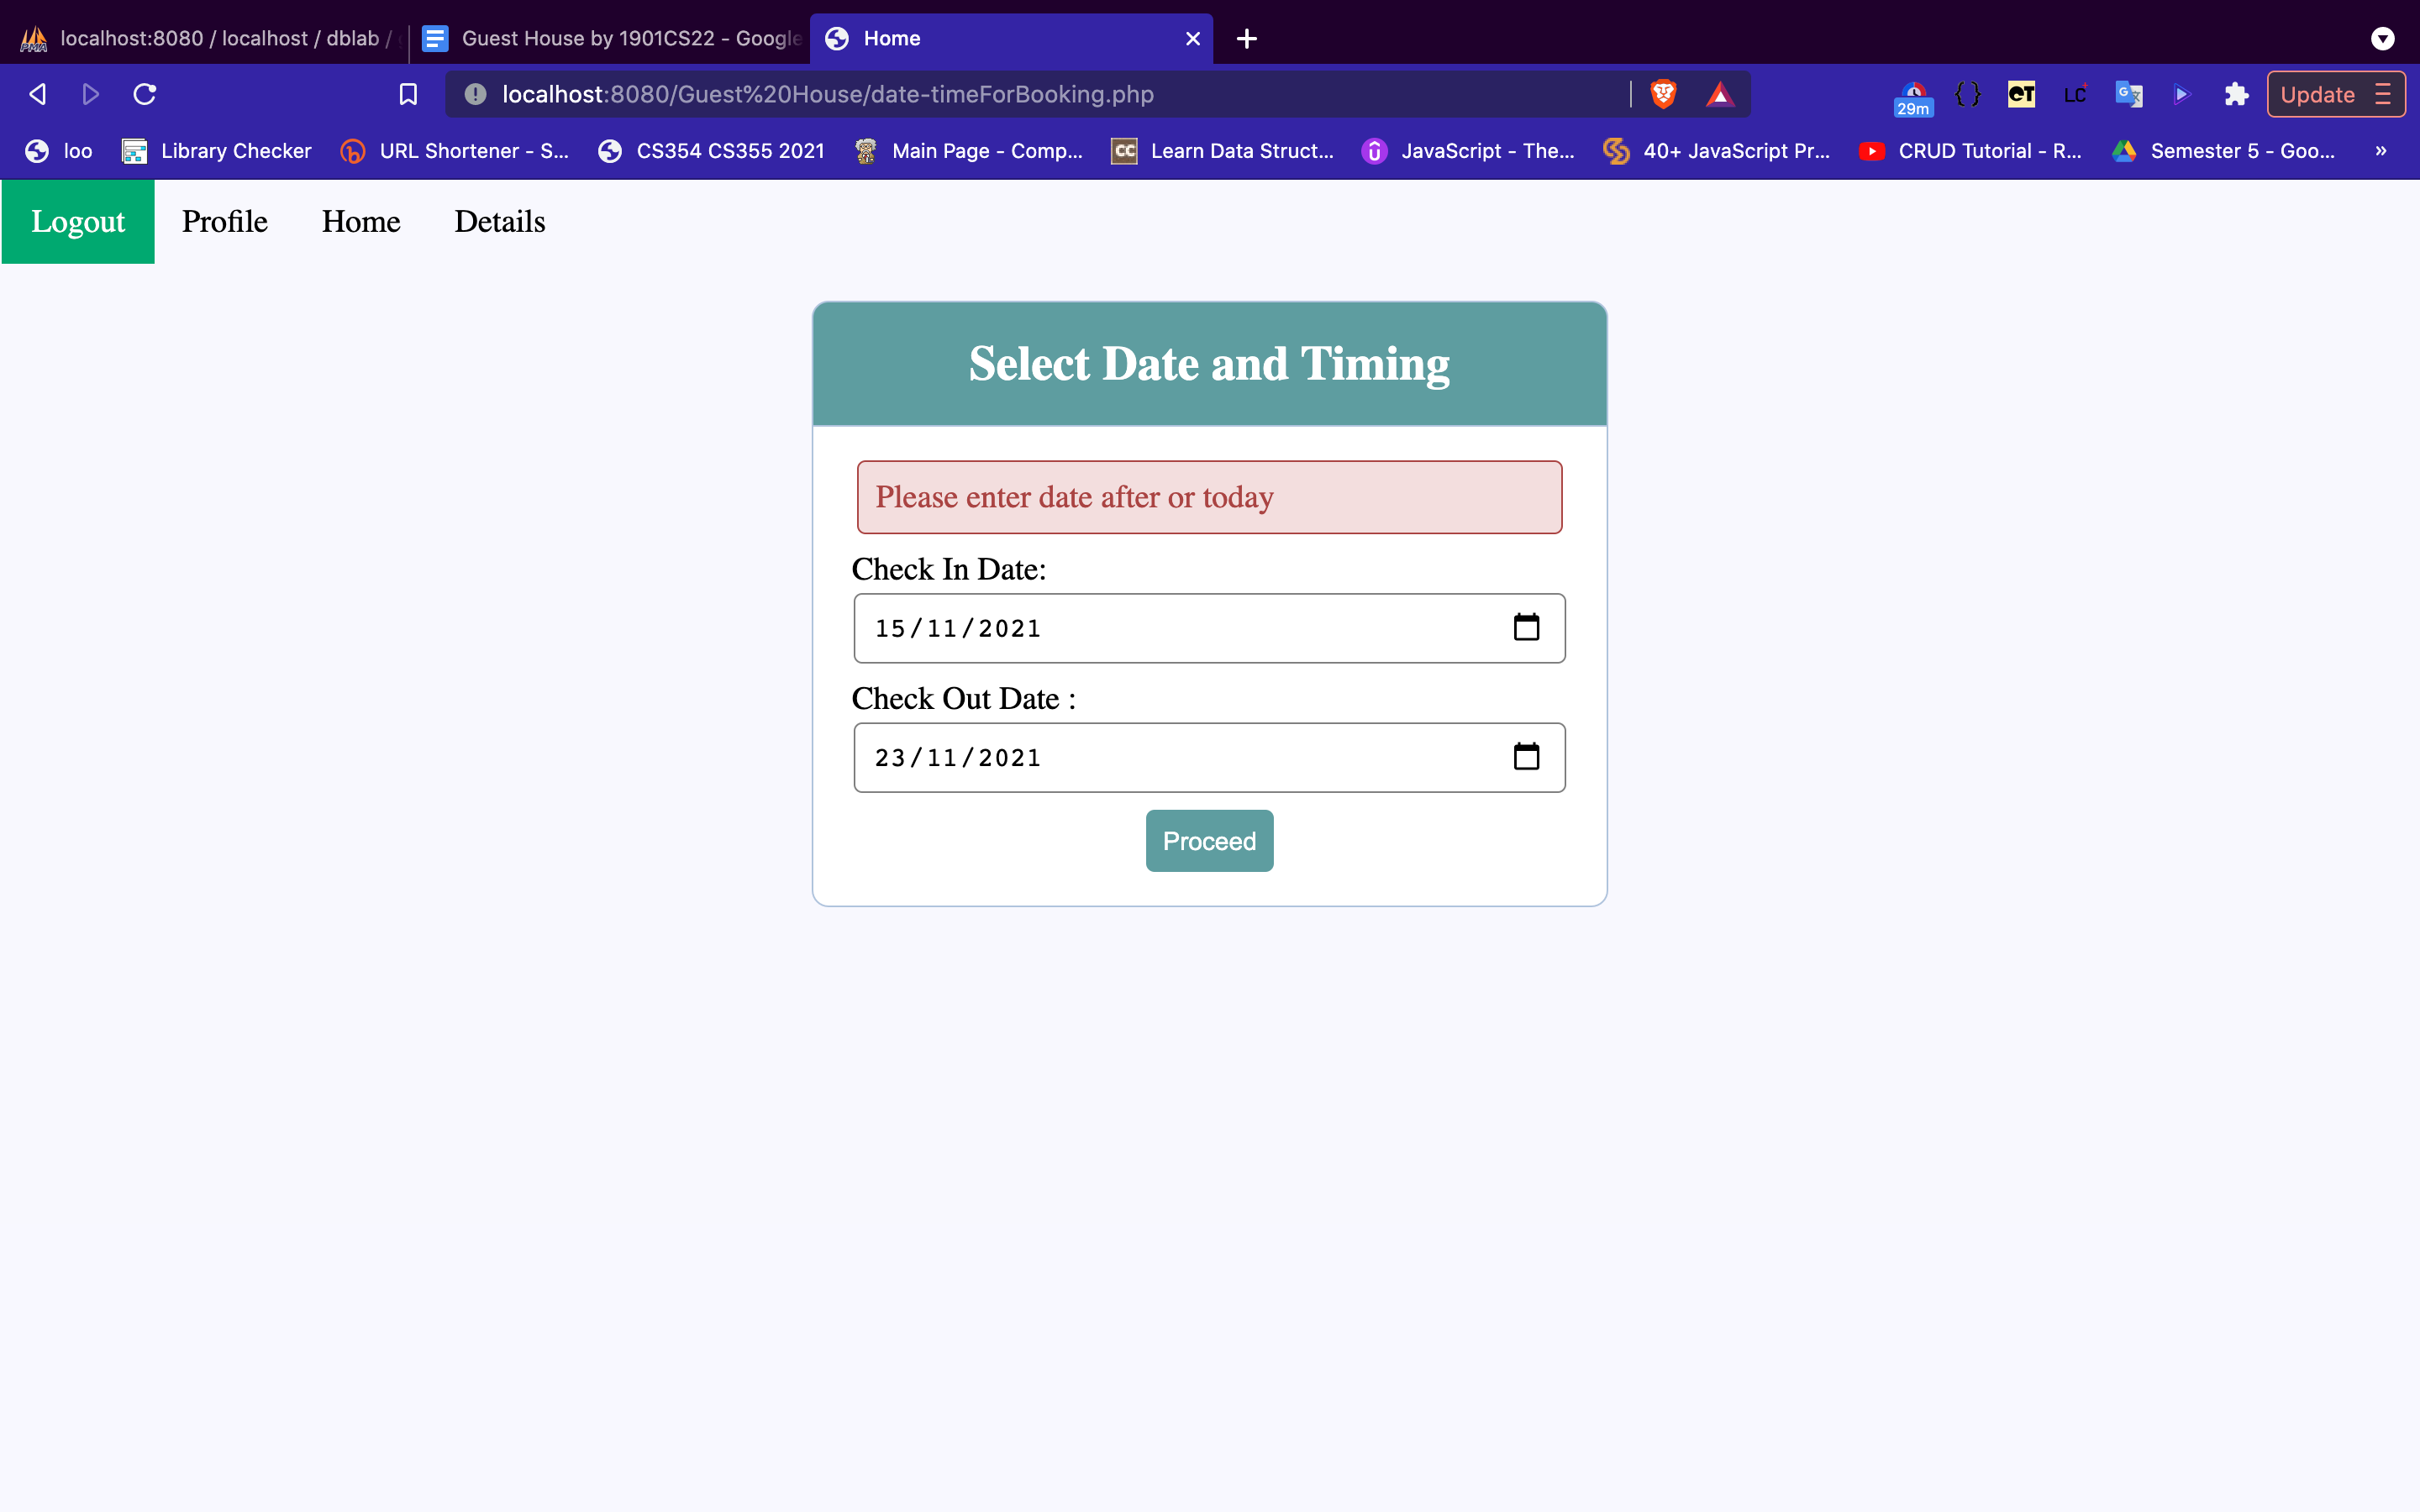 localhost:8080 / localhost / dblab /
Guest House by 1901CS22 - Google
Home
localhost:8080/Guest%20House/date-timeForBooking.php
29m
{}
CT
LC
Update
loo
Library Checker
URL Shortener - S...
CS354 CS355 2021
Main Page - Comp...
CC
Learn Data Struct...
JavaScript - The...
40+ JavaScript Pr...
CRUD Tutorial - R...
Semester 5 - Goo...
»
Logout
Profile
Home
Details
Select Date and Timing
Please enter date after or today
Check In Date:
15/11/2021
Check Out Date :
23/11/2021
Proceed